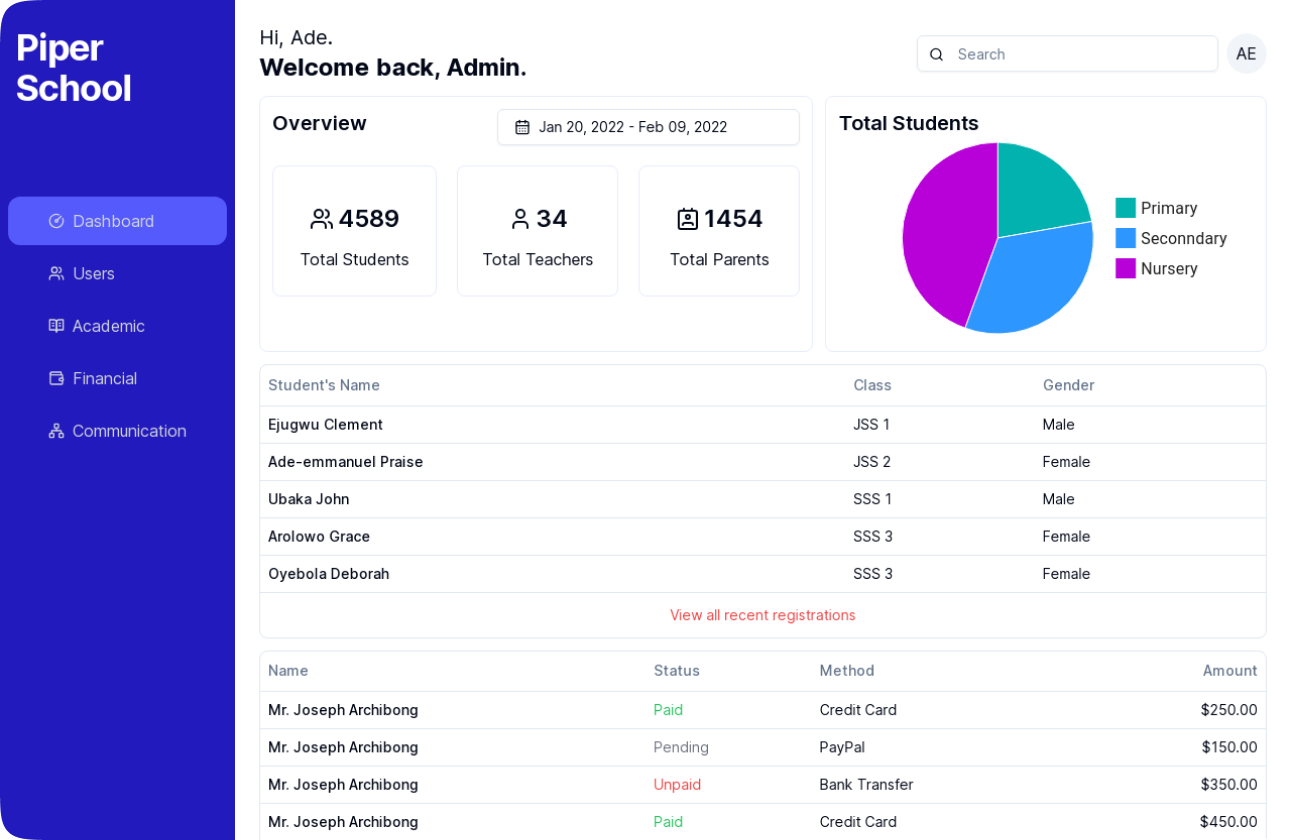 Piper
School
Dashboard
Users
Academic
Financial
Communication
Hi, Ade.
Welcome back, Admin.
Search
AE
Overview
Jan 20, 2022 - Feb 09, 2022
4589
Total Students
34
Total Teachers
1454
Total Parents
Total Students
Primary
Seconndary
Nursery
Student's Name Class Gender
Ejugwu Clement JSS 1 Male
Ade-emmanuel Praise JSS 2 Female
Ubaka John SSS 1 Male
Arolowo Grace SSS 3 Female
Oyebola Deborah SSS 3 Female
View all recent registrations
Name Status Method Amount
Mr. Joseph Archibong Paid Credit Card $250.00
Mr. Joseph Archibong Pending PayPal $150.00
Mr. Joseph Archibong Unpaid Bank Transfer $350.00
Mr. Joseph Archibong Paid Credit Card $450.00